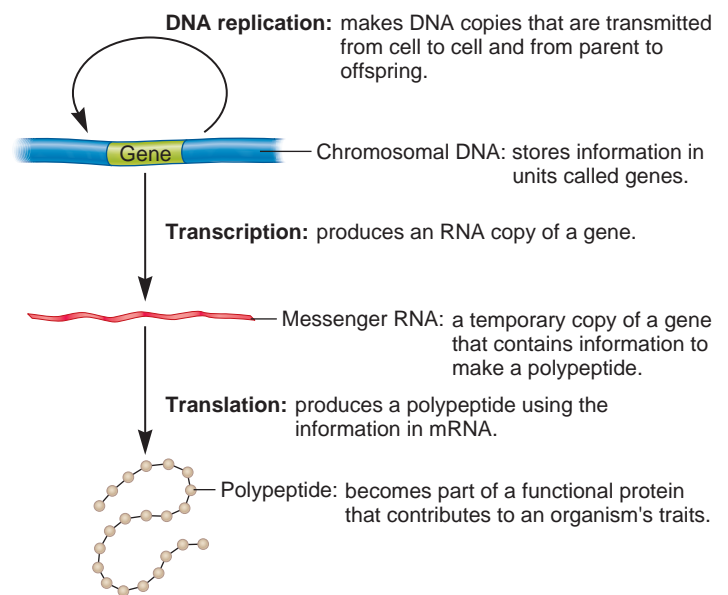 DNA replication: makes DNA copies that are transmitted
from cell to cell and from parent to
offspring.
Gene
Chromosomal DNA: stores information in
units called genes.
Transcription: produces an RNA copy of a gene.
Messenger RNA: a temporary copy of a gene
that contains information to
make a polypeptide.
Translation: produces a polypeptide using the
information in mRNA.
Polypeptide: becomes part of a functional protein
that contributes to an organism's traits.